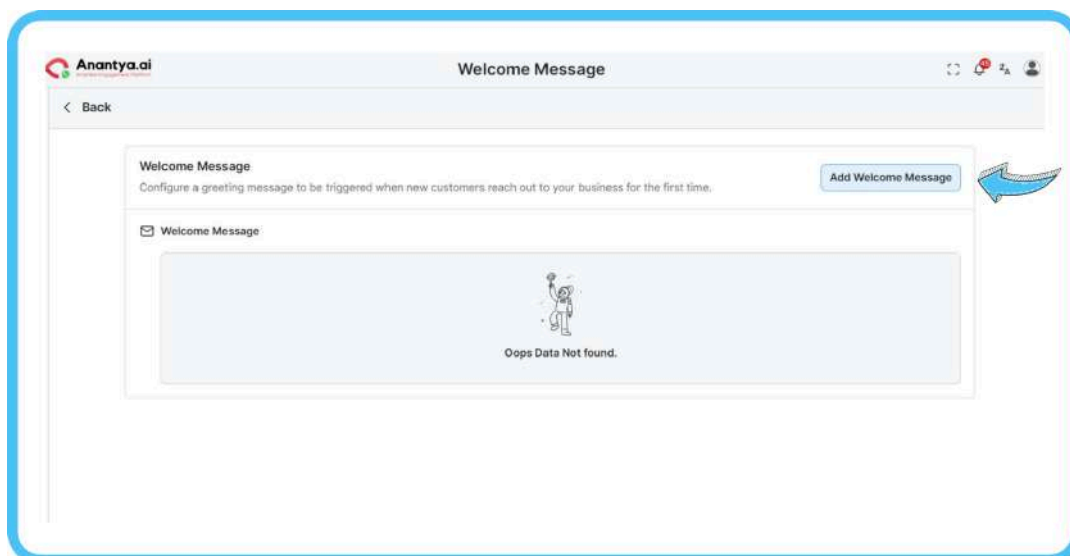 Anantya.ai
Welcome Message
45
Back
Welcome Message
Configure a greeting message to be triggered when new customers reach out to your business for the first time.
Add Welcome Message
Welcome Message
Oops Data Not found.